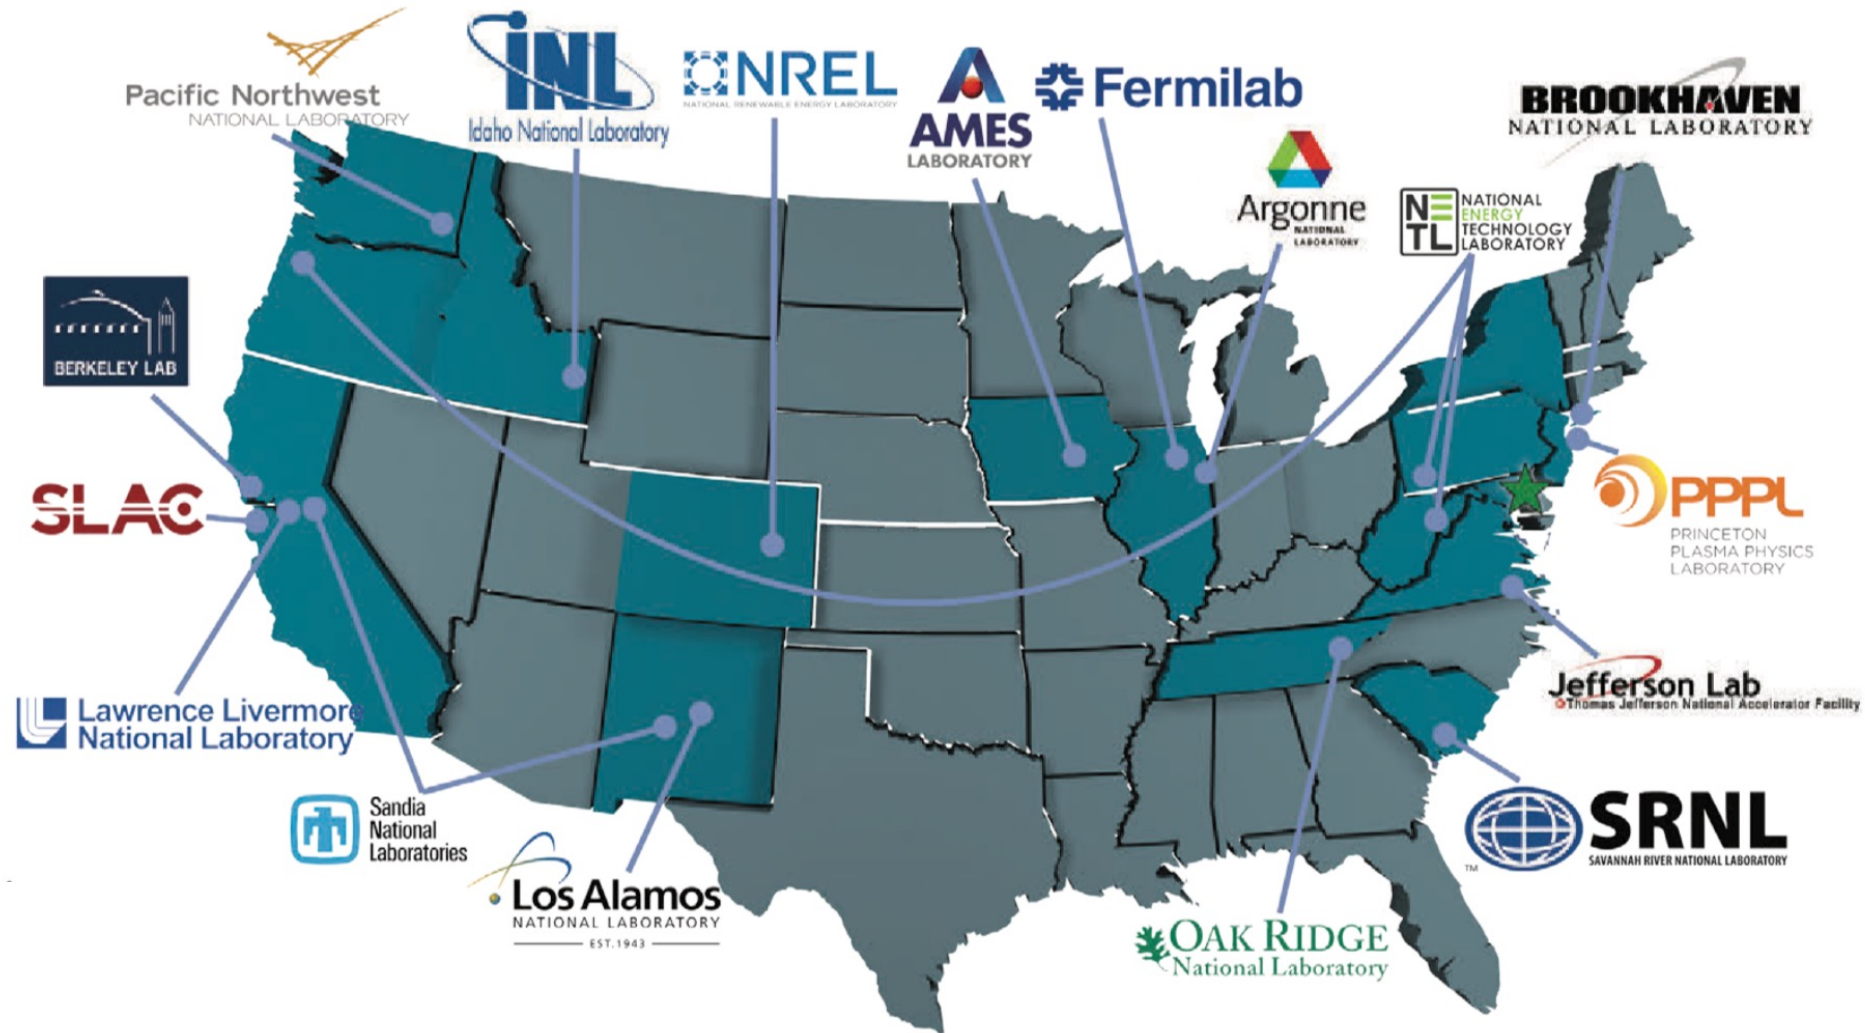 Pacific Northwest
NATIONAL LABORATORY
INL
Idaho National Laboratory
NREL
NATIONAL RENEWABLE ENERGY LABORATORY
AMES
LABORATORY
Fermilab
Argonne
NATIONAL
LABORATORY
NE
TL
NATIONAL
ENERGY
TECHNOLOGY
LABORATORY
BROOKHAVEN
NATIONAL LABORATORY
BERKELEY LAB
SLAC
PPPL
PRINCETON
PLASMA PHYSICS
LABORATORY
Lawrence Livermore
National Laboratory
Jefferson Lab
Thomas Jefferson National Accelerator Facility
Sandia
National
Laboratories
Los Alamos
NATIONAL LABORATORY
EST.1943
OAK RIDGE
National Laboratory
SRNL
SAVANNAH RIVER NATIONAL LABORATORY
TM